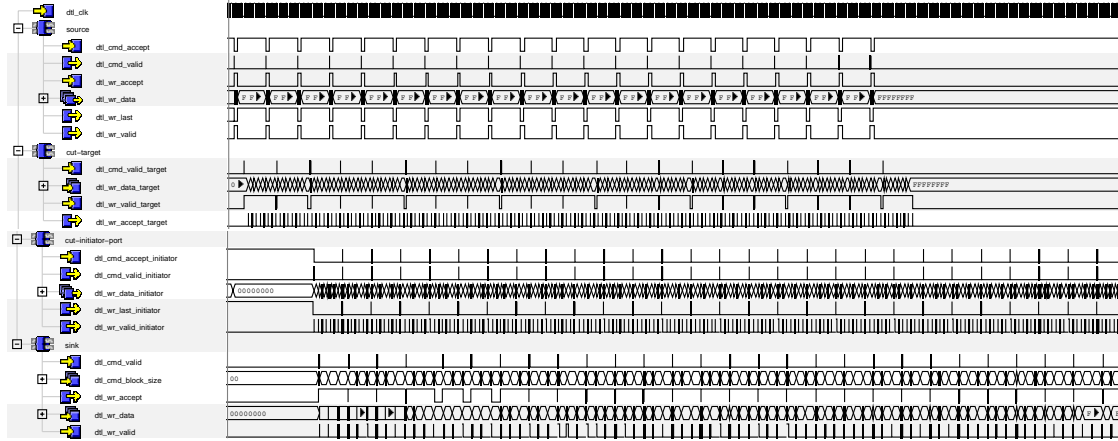 dtl_clk
source
dtl_cmd_accept
dtl_cmd_valid
dtl_wr_accept
dtl_wr_data F F F F F F F F F F F F F F F F F F F F F F F F F F F F F F F F F F F F F F F F FFFFFFFF
dtl_wr_last
dtl_wr_valid
cut-target
dtl_cmd_valid_target
dtl_wr_data_target 0 FFFFFFFF
dtl_wr_valid_target
dtl_wr_accept_target
cut-initiator-port
dtl_cmd_accept_initiator
dtl_cmd_valid_initiator
dtl_wr_data_initiator 00000000
dtl_wr_last_initiator
dtl_wr_valid_initiator
sink
dtl_cmd_valid
dtl_cmd_block_size 00
dtl_wr_accept
dtl_wr_data 00000000 F
dtl_wr_valid